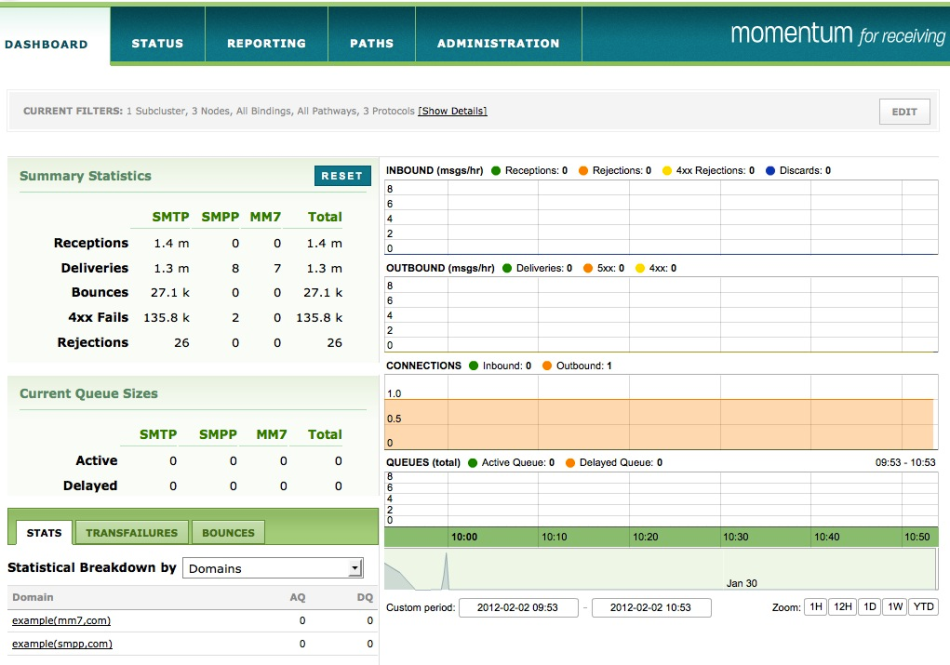 DASHBOARD STATUS REPORTING PATHS ADMINISTRATION momentum for receiving
CURRENT FILTERS: 1 Subcluster, 3 Nodes, All Bindings, All Pathways, 3 Protocols [Show Details] EDIT
Summary Statistics RESET
SMTP SMPP MM7 Total
Receptions 1.4 m 0 0 1.4 m
Deliveries 1.3 m 8 7 1.3 m
Bounces 27.1 k 0 0 27.1 k
4xx Fails 135.8 k 2 0 135.8 k
Rejections 26 0 0 26
Current Queue Sizes
SMTP SMPP MM7 Total
Active 0 0 0 0
Delayed 0 0 0 0
STATS TRANSFAILURES BOUNCES
Statistical Breakdown by Domains
Domain AQ DQ
example(mm7,com) 0 0
example(smpp,com) 0 0
INBOUND (msgs/hr) Receptions: 0 Rejections: 0 4xx Rejections: 0 Discards: 0
8
6
4
2
0
OUTBOUND (msgs/hr) Deliveries: 0 5xx: 0 4xx: 0
8
6
4
2
0
CONNECTIONS Inbound: 0 Outbound: 1
1.0
0.5
0
QUEUES (total) Active Queue: 0 Delayed Queue: 0 09:53 - 10:53
8
6
4
2
0
10:00 10:10 10:20 10:30 10:40 10:50
Jan 30
Custom period: 2012-02-02 09:53 - 2012-02-02 10:53 Zoom: 1H 12H 1D 1W YTD